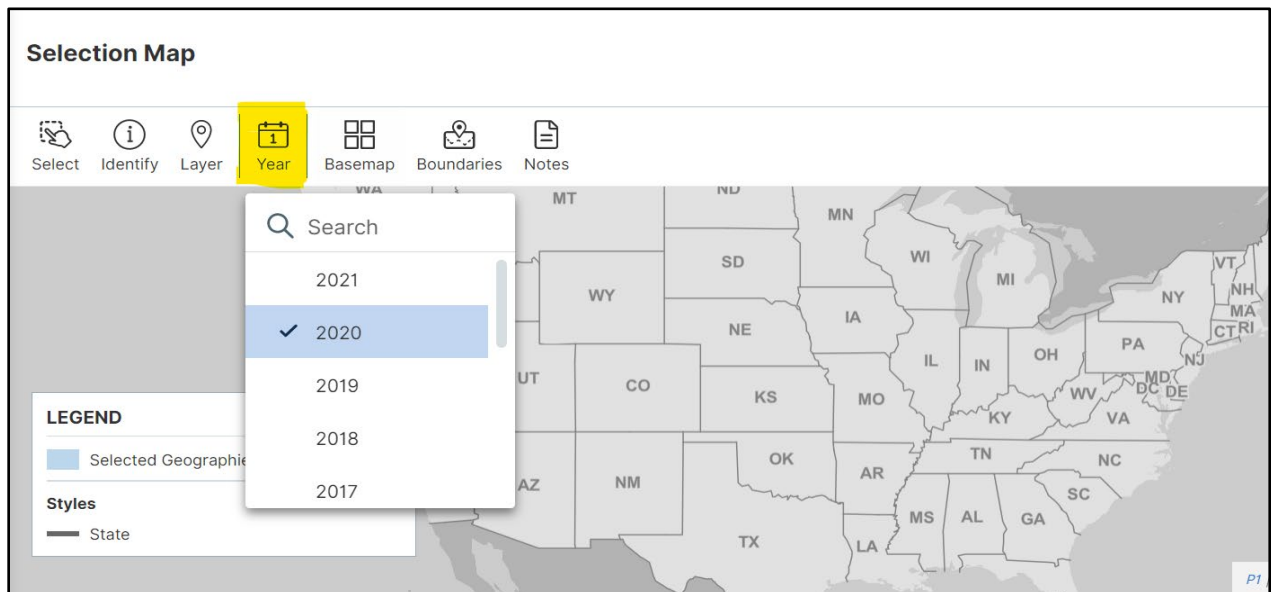 Selection Map
Select Identify Layer 1 Year Basemap Boundaries Notes
Search
2021
2020
2019
2018
2017
LEGEND
Selected Geographie
Styles
State
WA MT ND MN
SD WI MI VT
WY NY NH
IA MA
NE CT RI
IL IN OH PA NJ
UT CO MD
KS MO WV DC DE
KY VA
OK TN NC
AZ NM AR
SC
MS AL GA
TX LA
P1